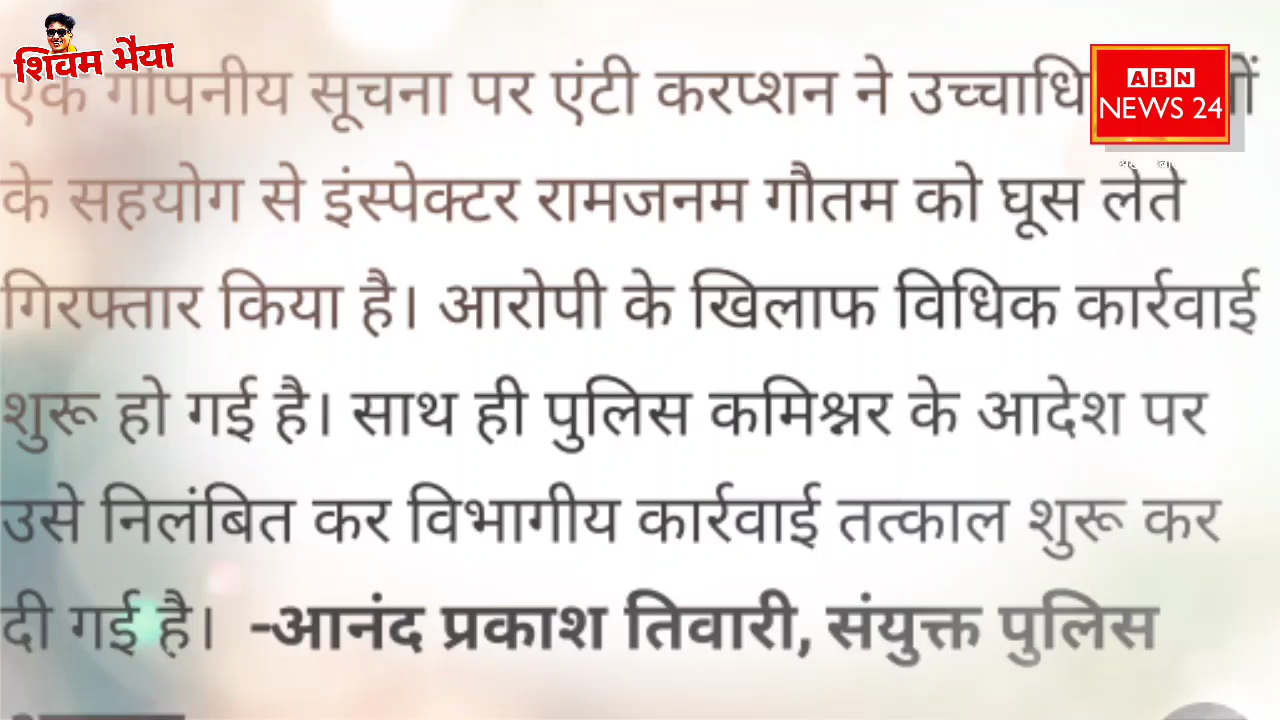 शिवम भैया
ABN
NEWS 24
एक गोपनीय सूचना पर एंटी करप्शन ने
के सहयोग से इंस्पेक्टर रामजनम गौतम को घूस लेते
गिरफ्तार किया है। आरोपी के खिलाफ विधिक कार्रवाई
शुरू हो गई है। साथ ही पुलिस कमिश्नर के आदेश पर
उसे निलंबित कर विभागीय कार्रवाई तत्काल शुरू कर
दी गई है। -आनंद प्रकाश तिवारी, संयुक्त पुलिस